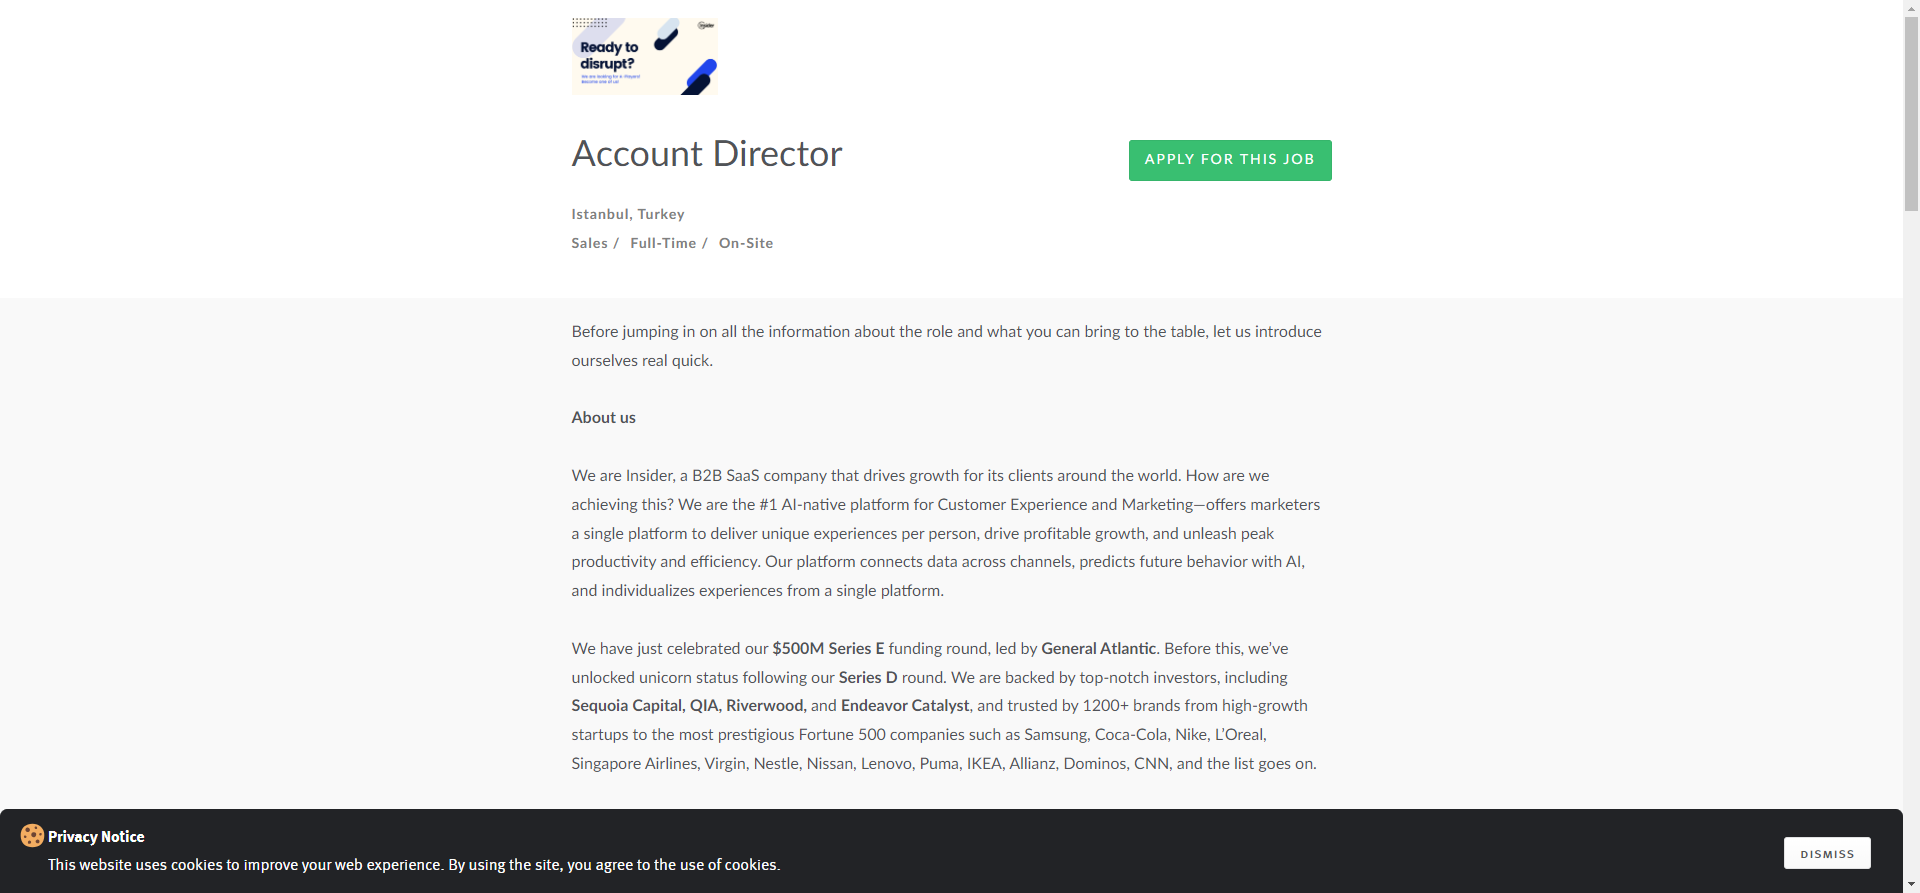 Ready to
disrupt?
We are looking for A-Players!
Become one of us!
Account Director
APPLY FOR THIS JOB
Istanbul, Turkey
Sales / Full-Time / On-Site
Before jumping in on all the information about the role and what you can bring to the table, let us introduce
ourselves real quick.
About us
We are Insider, a B2B SaaS company that drives growth for its clients around the world. How are we
achieving this? We are the #1 AI-native platform for Customer Experience and Marketing—offers marketers
a single platform to deliver unique experiences per person, drive profitable growth, and unleash peak
productivity and efficiency. Our platform connects data across channels, predicts future behavior with AI,
and individualizes experiences from a single platform.
We have just celebrated our $500M Series E funding round, led by General Atlantic. Before this, we’ve
unlocked unicorn status following our Series D round. We are backed by top-notch investors, including
Sequoia Capital, QIA, Riverwood, and Endeavor Catalyst, and trusted by 1200+ brands from high-growth
startups to the most prestigious Fortune 500 companies such as Samsung, Coca-Cola, Nike, L’Oreal,
Singapore Airlines, Virgin, Nestle, Nissan, Lenovo, Puma, IKEA, Allianz, Dominos, CNN, and the list goes on.
Privacy Notice
This website uses cookies to improve your web experience. By using the site, you agree to the use of cookies.
DISMISS